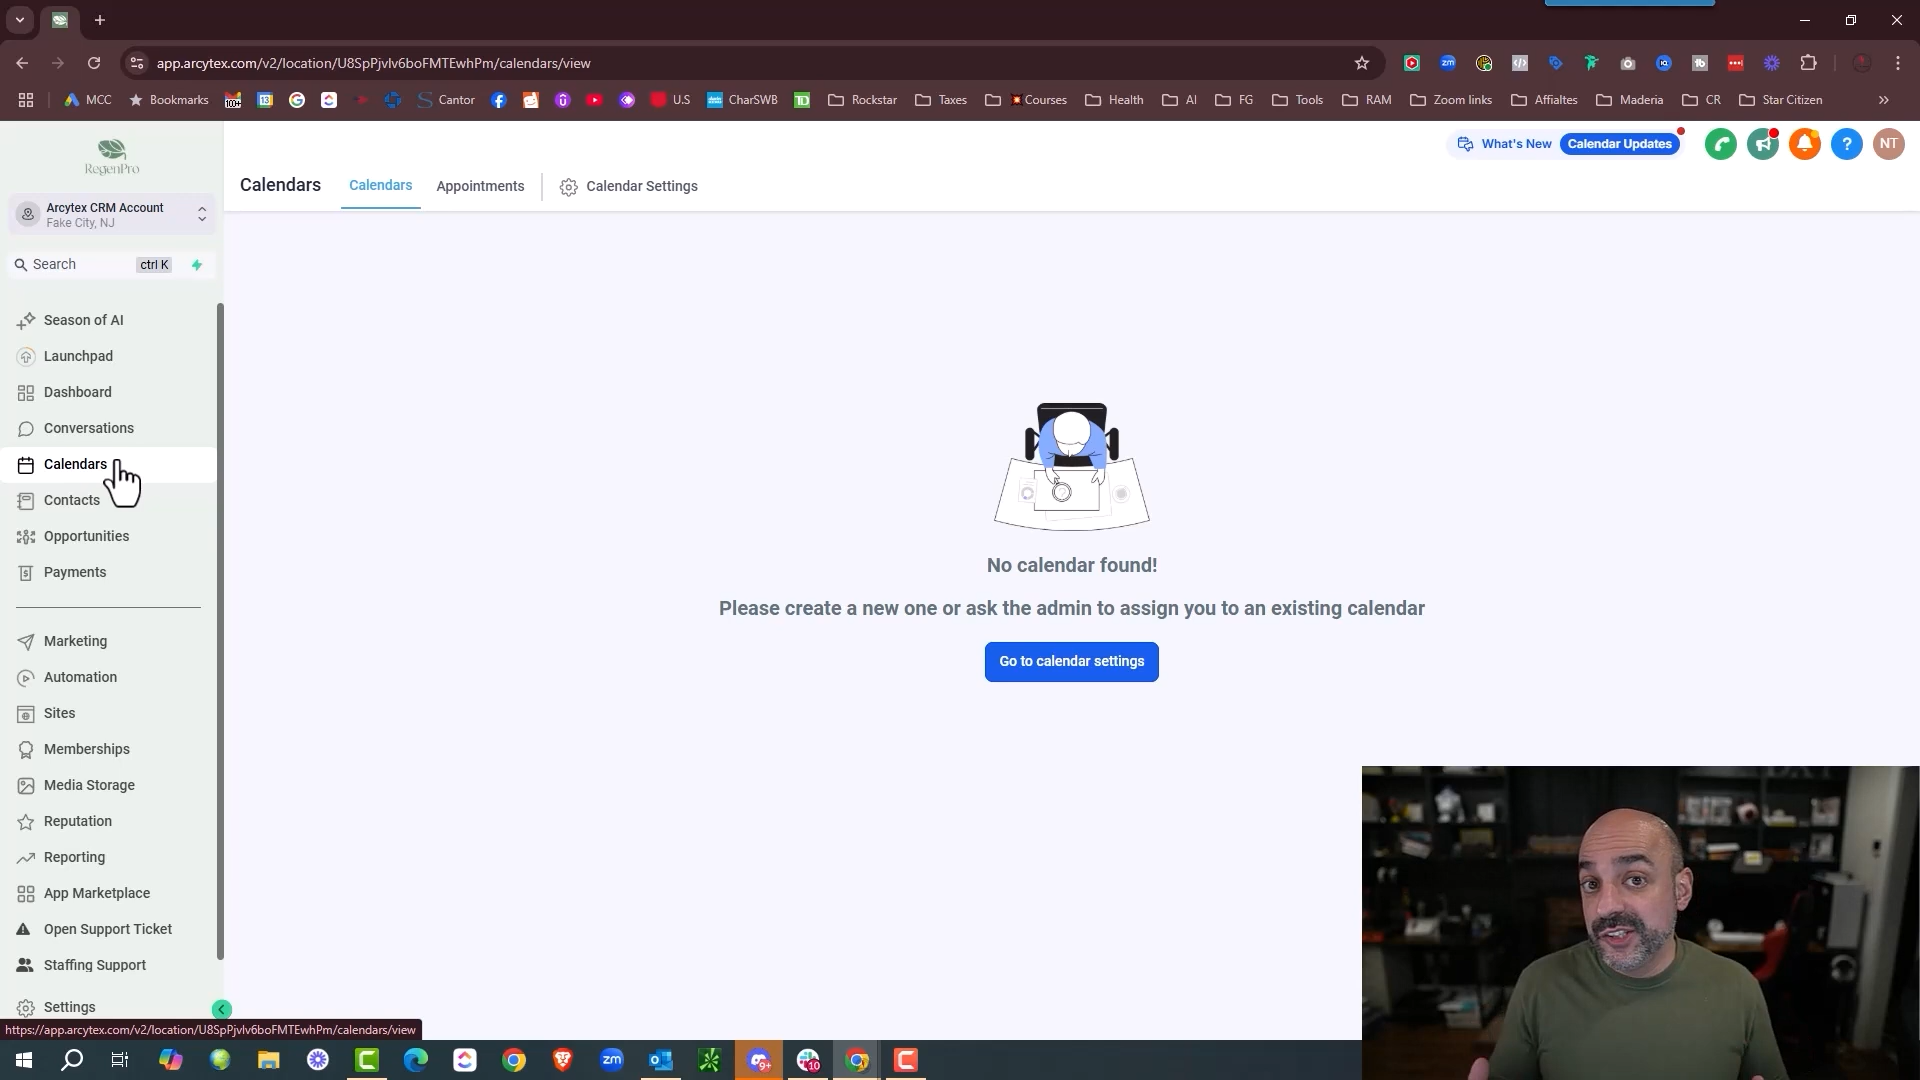 app.arcytex.com/v2/location/U8SpPjvlv6boFMTEwhPm/calendars/view
MCC
Bookmarks
Cantor
U.S
CharSWB
Rockstar
Taxes
Courses
Health
AI
FG
Tools
RAM
Zoom links
Affialtes
Maderia
CR
Star Citizen
RegenPro
What's New
Calendar Updates
NT
Calendars
Calendars
Appointments
Calendar Settings
Arcytex CRM Account
Fake City, NJ
Search
ctrl K
Season of AI
Launchpad
Dashboard
Conversations
Calendars
Contacts
Opportunities
Payments
Marketing
Automation
Sites
Memberships
Media Storage
Reputation
Reporting
App Marketplace
Open Support Ticket
Staffing Support
Settings
No calendar found!
Please create a new one or ask the admin to assign you to an existing calendar
Go to calendar settings
https://app.arcytex.com/v2/location/U8SpPjvlv6boFMTEwhPm/calendars/view
zm
9+
10